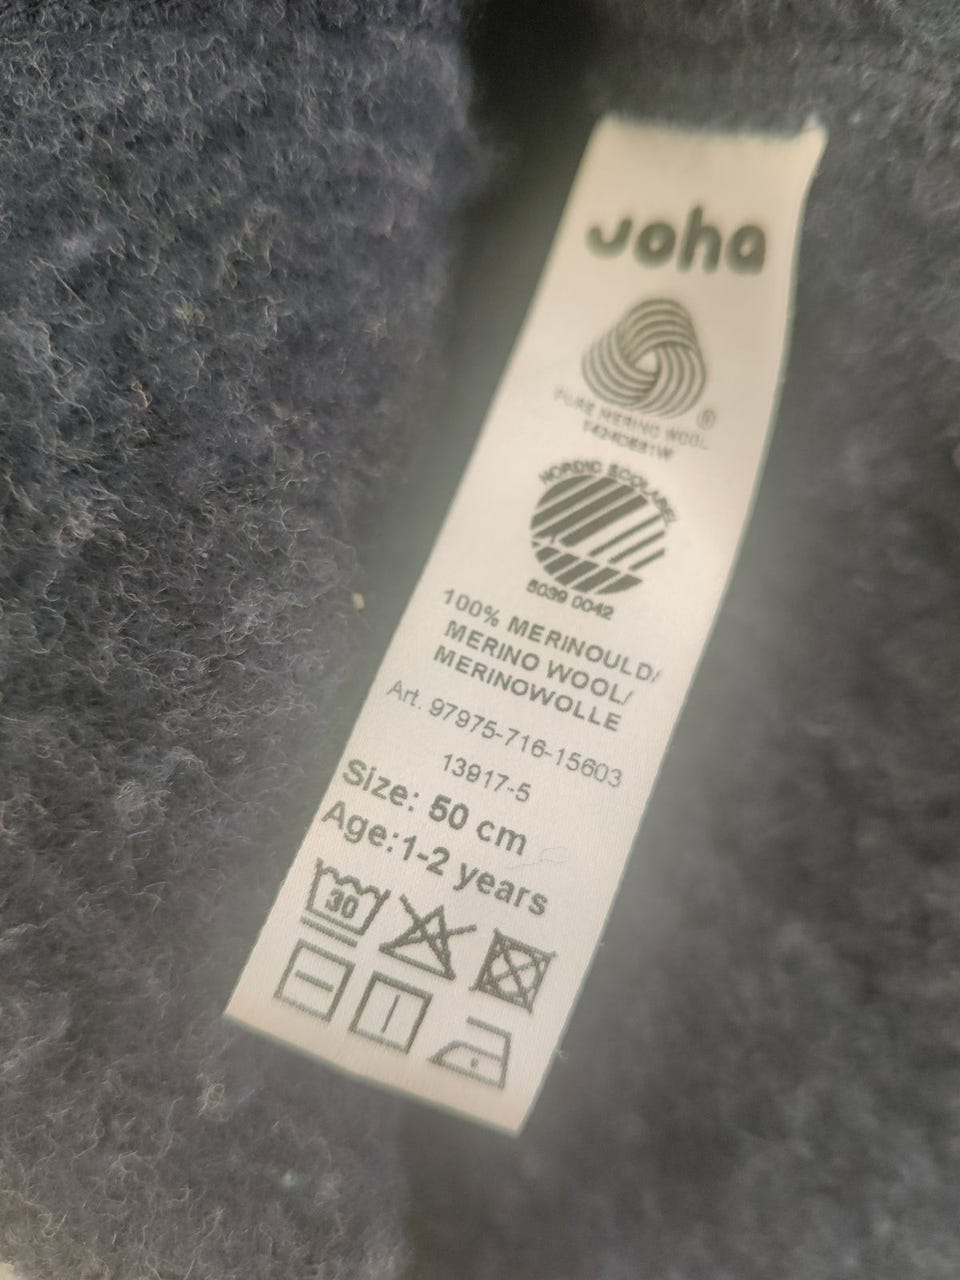 Joha
®
PURE MERINO WOOL
NORDIC ECOLABEL
5039 0042
100% MERINOULD/
MERINO WOOL/
MERINOWOLLE
Art. 97975-716-15603
13917-5
Size: 50 cm
Age:1-2 years
30